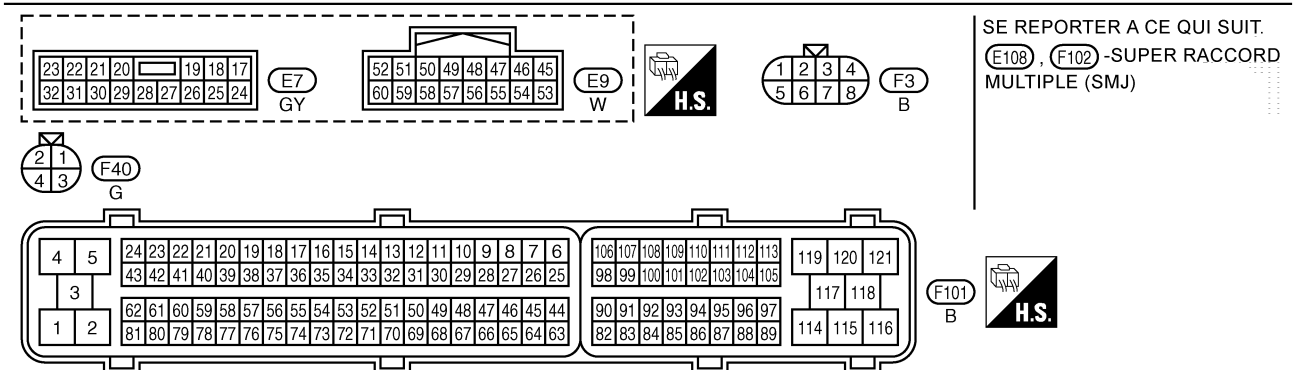 23 22 21 20 19 18 17
32 31 30 29 28 27 26 25 24
E7
GY
52 51 50 49 48 47 46 45
60 59 58 57 56 55 54 53
E9
W
H.S.
1 2 3 4
5 6 7 8
F3
B
SE REPORTER A CE QUI SUIT.
E108 , F102 -SUPER RACCORD
MULTIPLE (SMJ)
2 1
4 3
F40
G
4 5
3
1 2
24 23 22 21 20 19 18 17 16 15 14 13 12 11 10 9 8 7 6
43 42 41 40 39 38 37 36 35 34 33 32 31 30 29 28 27 26 25
62 61 60 59 58 57 56 55 54 53 52 51 50 49 48 47 46 45 44
81 80 79 78 77 76 75 74 73 72 71 70 69 68 67 66 65 64 63
106 107 108 109 110 111 112 113
98 99 100 101 102 103 104 105
90 91 92 93 94 95 96 97
82 83 84 85 86 87 88 89
119 120 121
117 118
114 115 116
F101
B
H.S.